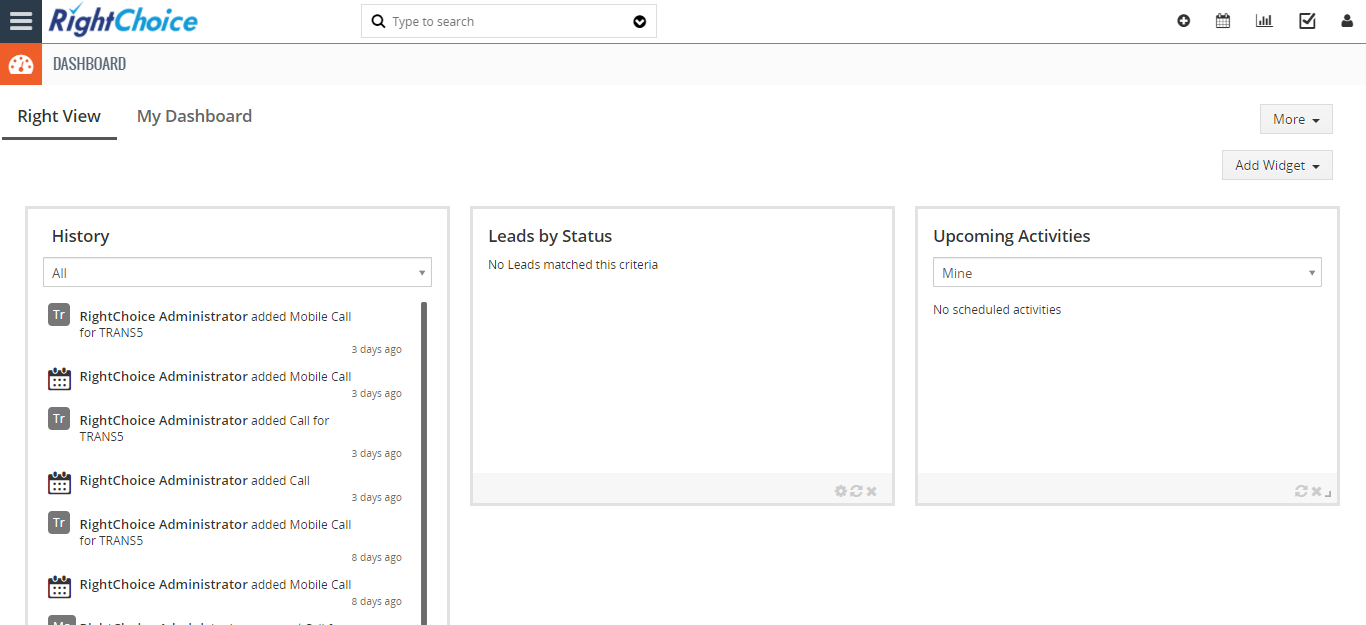 RightChoice
Type to search
DASHBOARD
Right View
My Dashboard
More
Add Widget
History
All
Tr
RightChoice Administrator added Mobile Call
for TRANS5
3 days ago
RightChoice Administrator added Mobile Call
3 days ago
Tr
RightChoice Administrator added Call for
TRANS5
3 days ago
RightChoice Administrator added Call
3 days ago
Tr
RightChoice Administrator added Mobile Call
for TRANS5
8 days ago
RightChoice Administrator added Mobile Call
8 days ago
Leads by Status
No Leads matched this criteria
Upcoming Activities
Mine
No scheduled activities